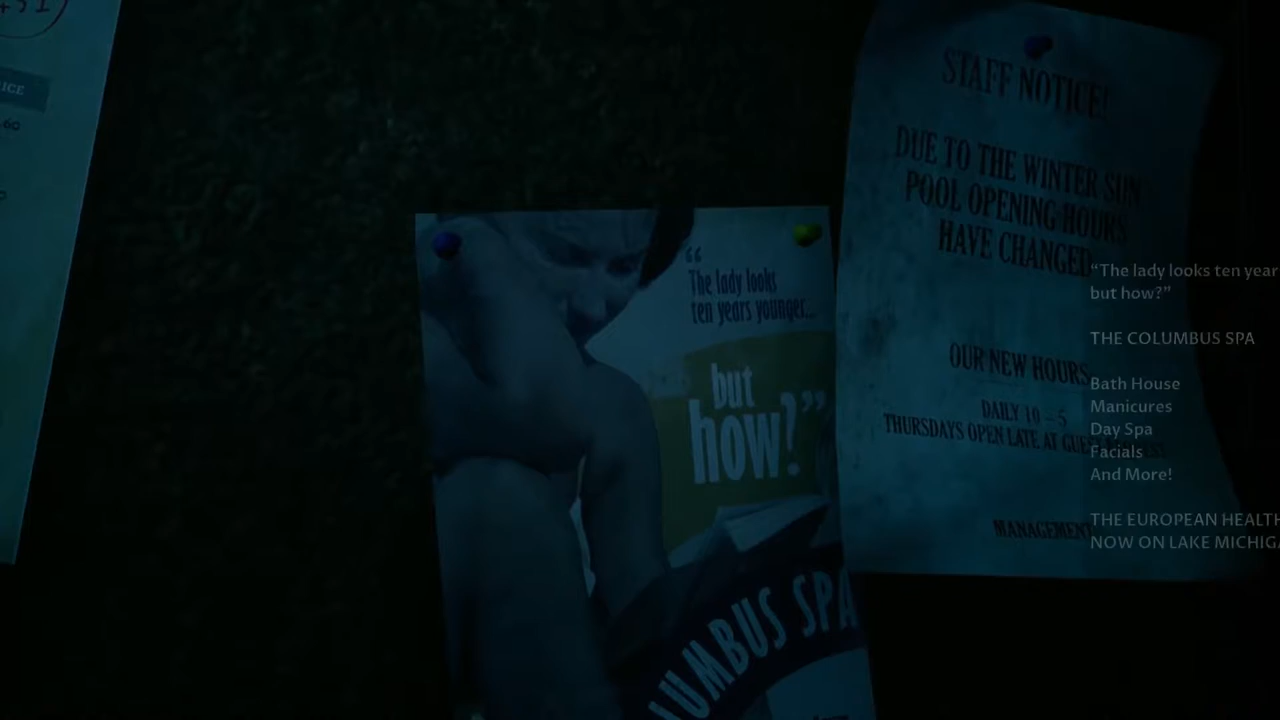 ICE
.60
"
The lady looks
ten years younger...
but
how?"
UMBUS SPA
STAFF NOTICE!
DUE TO THE WINTER SUN
POOL OPENING HOURS
HAVE CHANGED
OUR NEW HOURS
DAILY 10 – 5
THURSDAYS OPEN LATE AT
MANAGEMENT
“The lady looks ten year
but how?”
THE COLUMBUS SPA
Bath House
Manicures
Day Spa
Facials
And More!
THE EUROPEAN HEALTH
NOW ON LAKE MICHIG